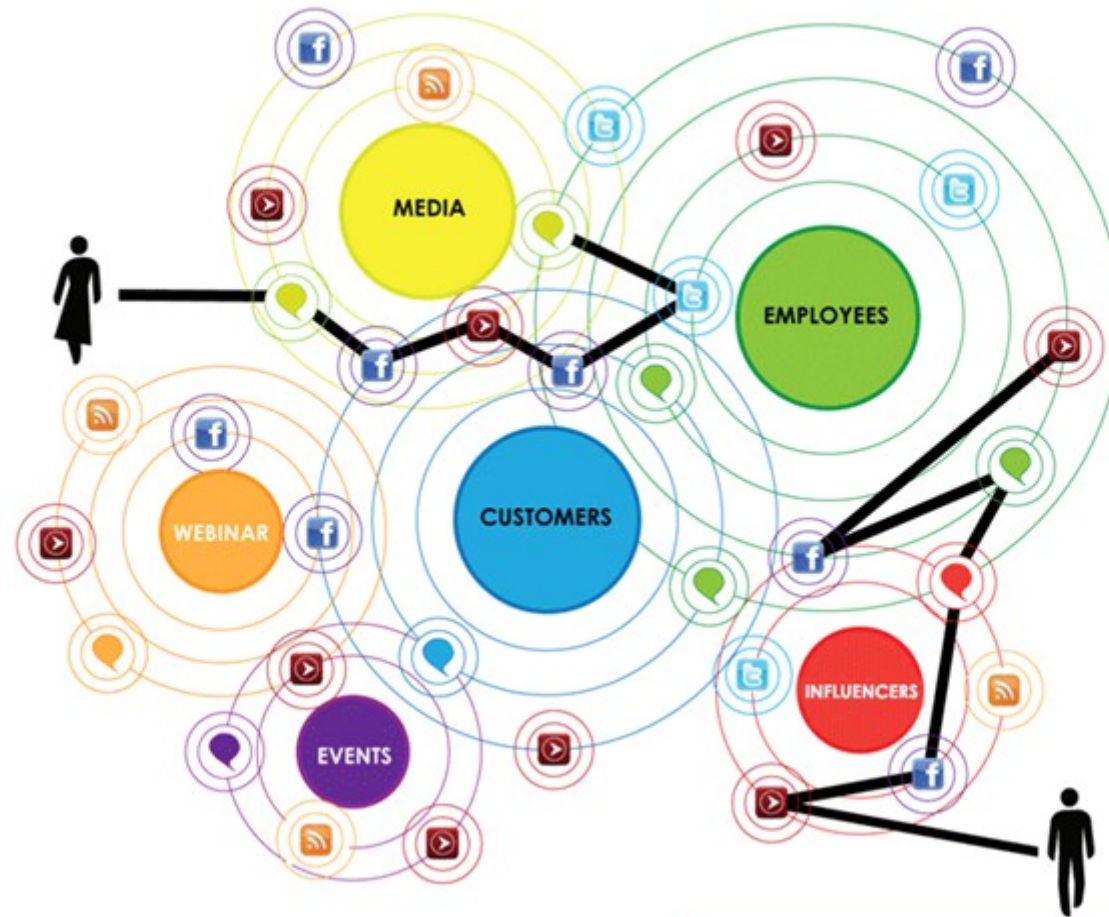 MEDIA
EMPLOYEES
CUSTOMERS
WEBINAR
INFLUENCERS
EVENTS